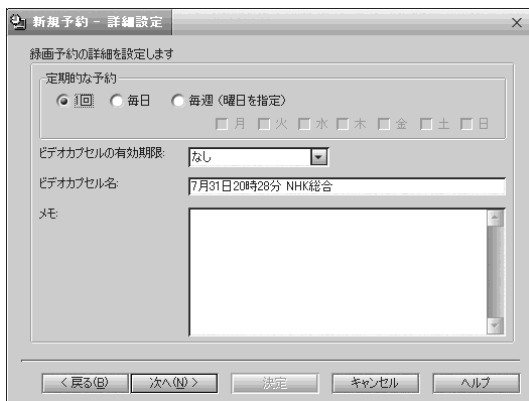 新規予約 - 詳細設定
録画予約の詳細を設定します
定期的な予約
1回 毎日 毎週 (曜日を指定)
月 火 水 木 金 土 日
ビデオカプセルの有効期限: なし
ビデオカプセル名: 7月31日20時28分 NHK総合
メモ:
< 戻る(B) 次へ(N) > 決定 キャンセル ヘルプ